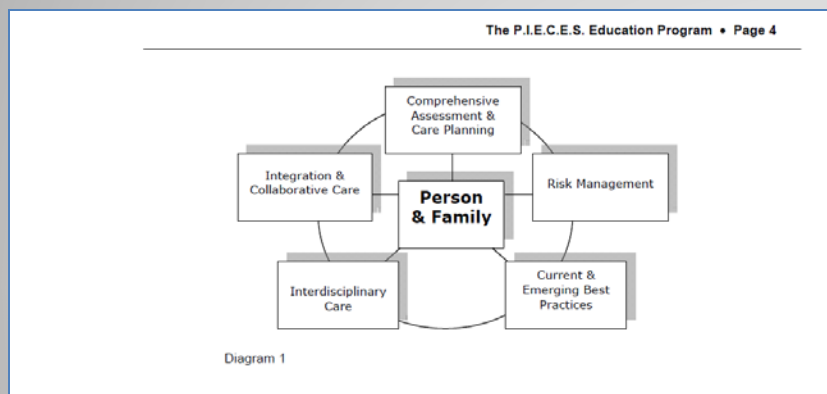 The P.I.E.C.E.S. Education Program • Page 4
Comprehensive
Assessment &
Care Planning
Integration &
Collaborative Care
Person
& Family
Risk Management
Interdisciplinary
Care
Current &
Emerging Best
Practices
Diagram 1